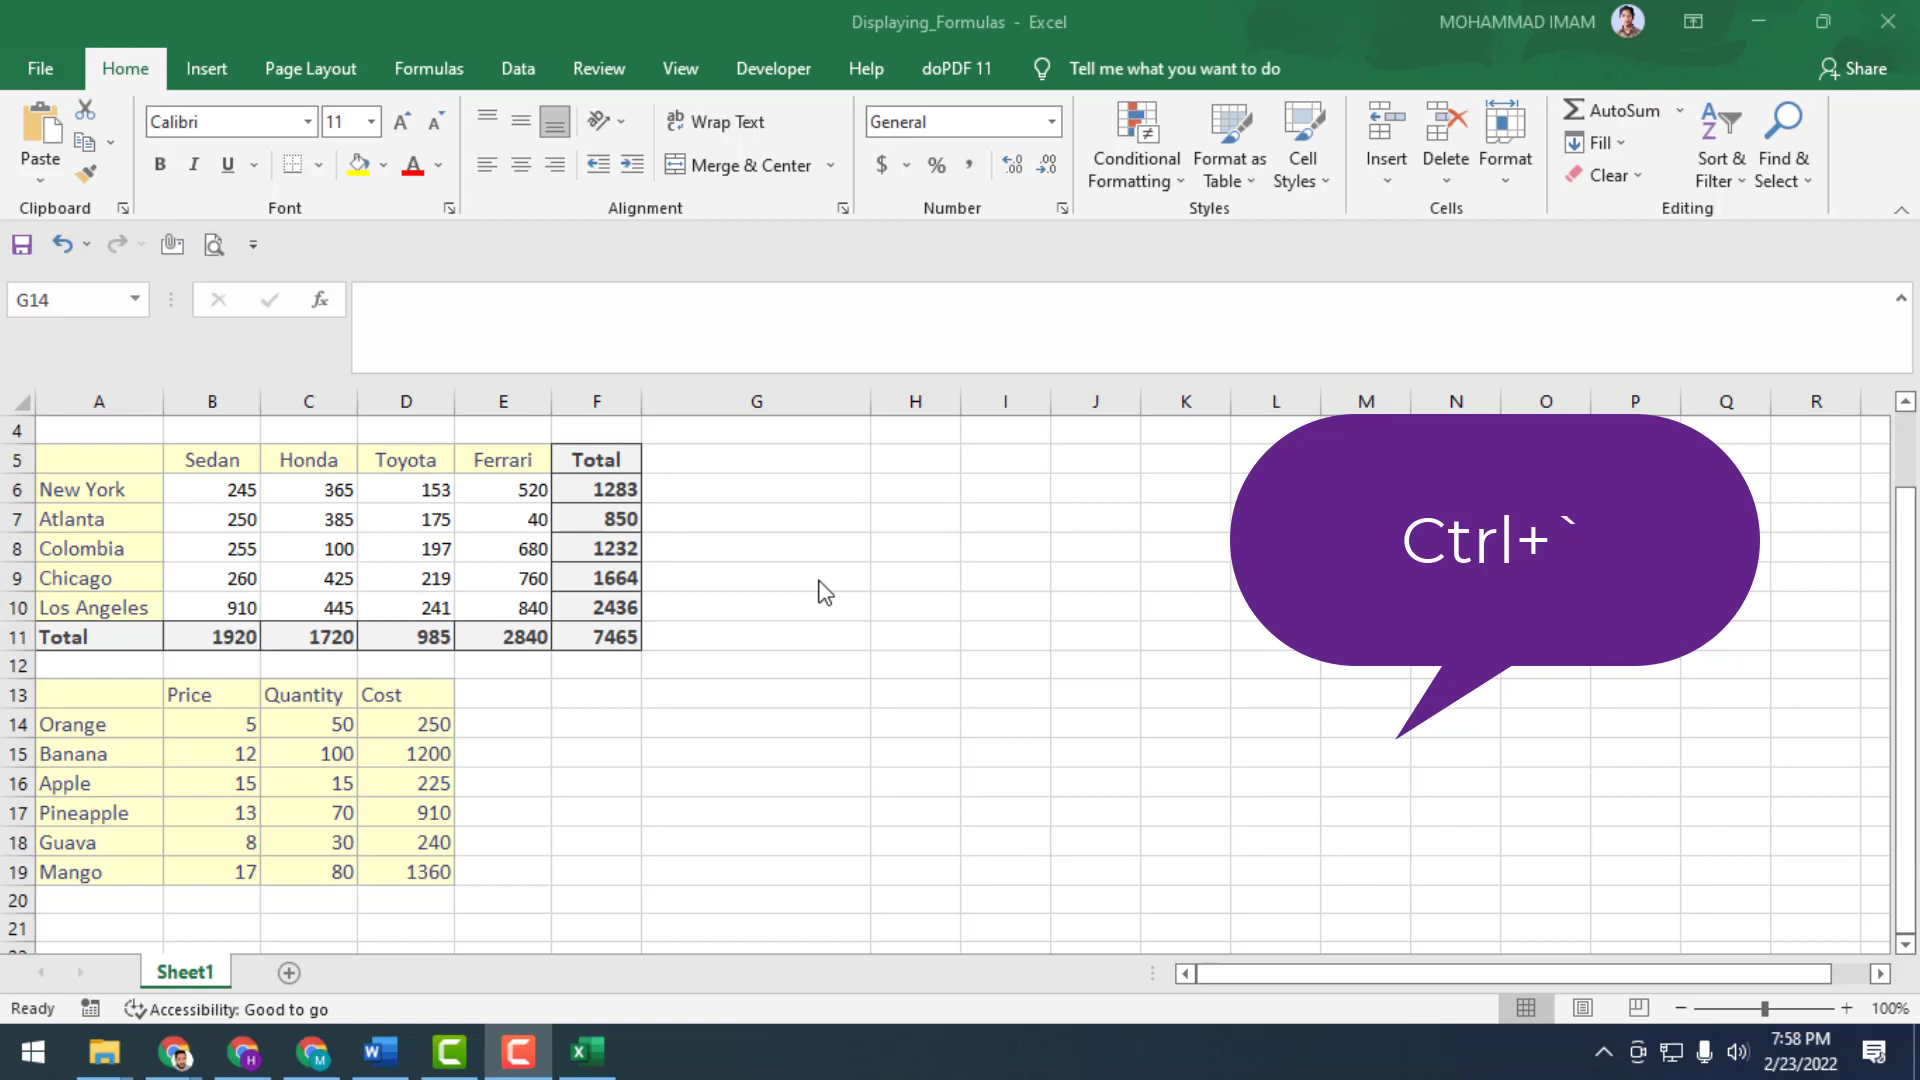 Displaying_Formulas - Excel
MOHAMMAD IMAM
File Home Insert Page Layout Formulas Data Review View Developer Help doPDF 11 Tell me what you want to do Share
Paste
Clipboard
Calibri 11
B I U A
Font
ab Wrap Text
Merge & Center
Alignment
General
$ % ,
Number
Conditional Formatting
Format as Table
Cell Styles
Styles
Insert
Delete
Format
Cells
AutoSum
Fill
Clear
Sort & Filter
Find & Select
Editing
G14 fx
A B C D E F G H I J K L M N O P Q R
4
5 Sedan Honda Toyota Ferrari Total
6 New York 245 365 153 520 1283
7 Atlanta 250 385 175 40 850
8 Colombia 255 100 197 680 1232
9 Chicago 260 425 219 760 1664
10 Los Angeles 910 445 241 840 2436
11 Total 1920 1720 985 2840 7465
12
13 Price Quantity Cost
14 Orange 5 50 250
15 Banana 12 100 1200
16 Apple 15 15 225
17 Pineapple 13 70 910
18 Guava 8 30 240
19 Mango 17 80 1360
20
21
Ctrl+`
Sheet1
Ready Accessibility: Good to go 100%
7:58 PM
2/23/2022